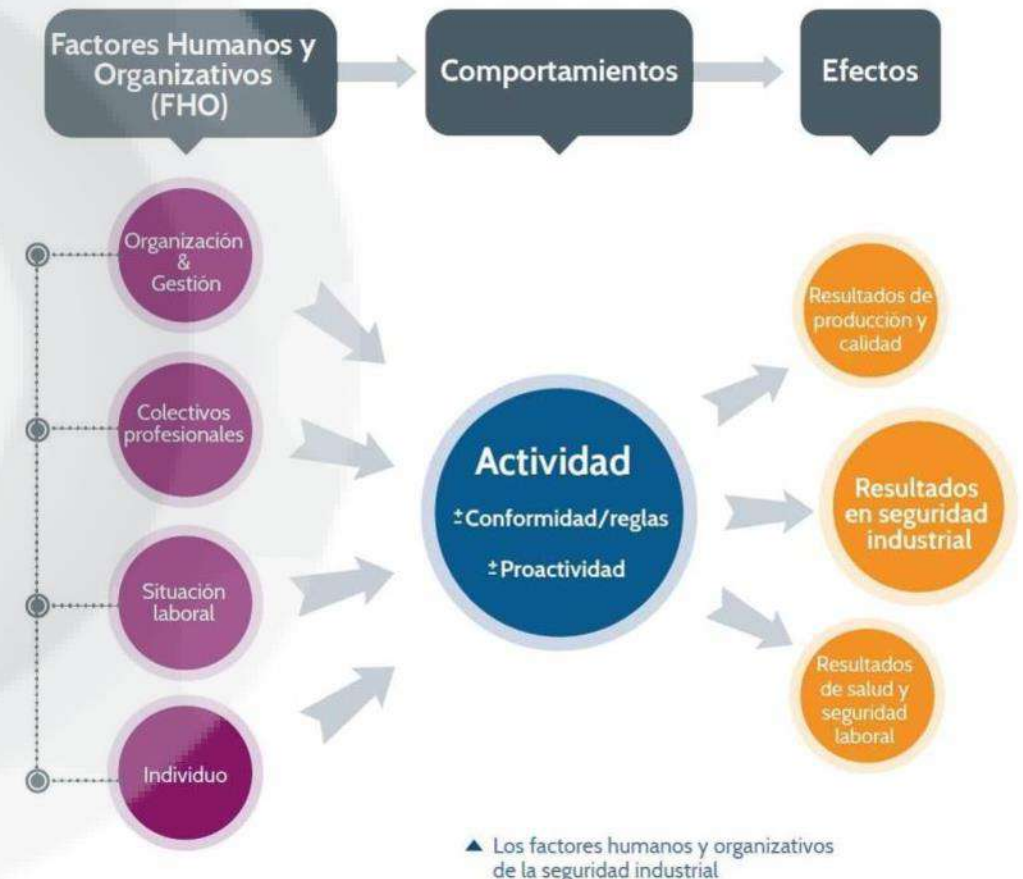 Factores Humanos y
Organizativos
(FHO)
Comportamientos
Efectos
Organización
&
Gestión
Colectivos
profesionales
Situación
laboral
Individuo
Actividad
±Conformidad/reglas
±Proactividad
Resultados de
producción y
calidad
Resultados
en seguridad
industrial
Resultados
de salud y
seguridad
laboral
▲ Los factores humanos y organizativos
de la seguridad industrial